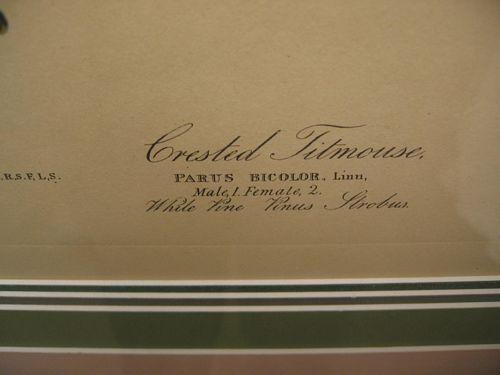 Crested Titmouse.
.R.S.F,L,S.
PARUS BICOLOR. Linn,
Male,1. Female, 2.
White Pine Pinus Strobus.